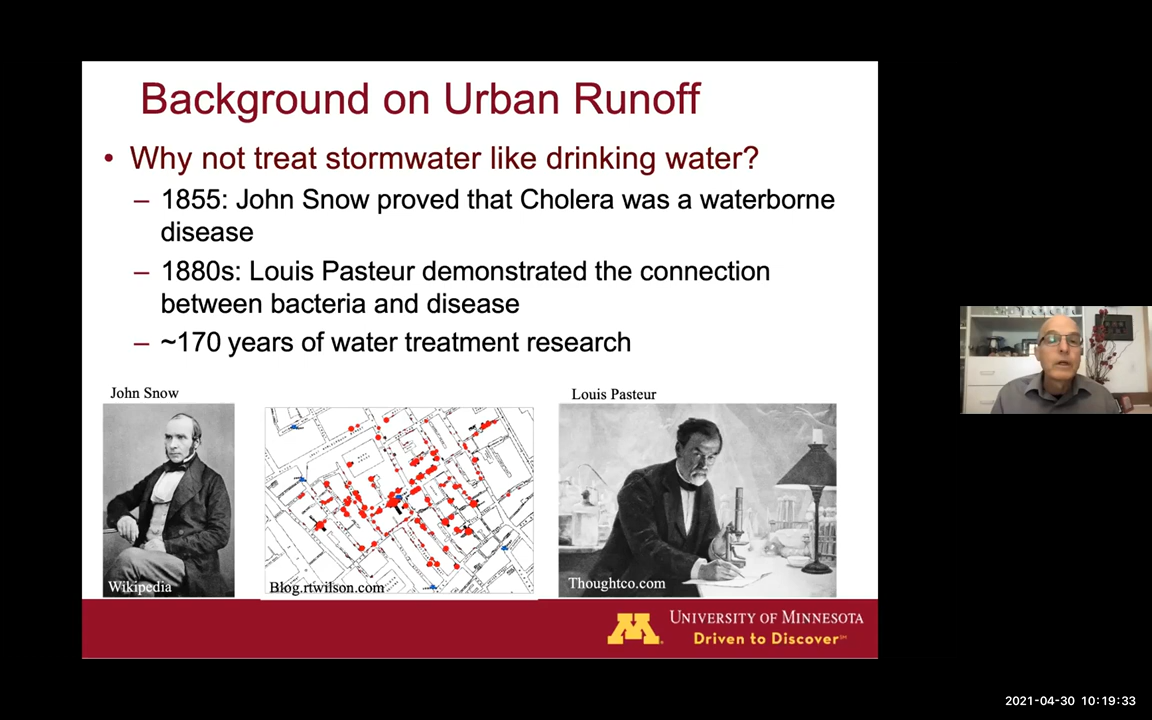 Background on Urban Runoff
• Why not treat stormwater like drinking water?
– 1855: John Snow proved that Cholera was a waterborne
disease
– 1880s: Louis Pasteur demonstrated the connection
between bacteria and disease
– ~170 years of water treatment research
John Snow
Louis Pasteur
Wikipedia
Blog.rtwilson.com
Thoughtco.com
UNIVERSITY OF MINNESOTA
Driven to Discover℠
2021-04-30 10:19:33